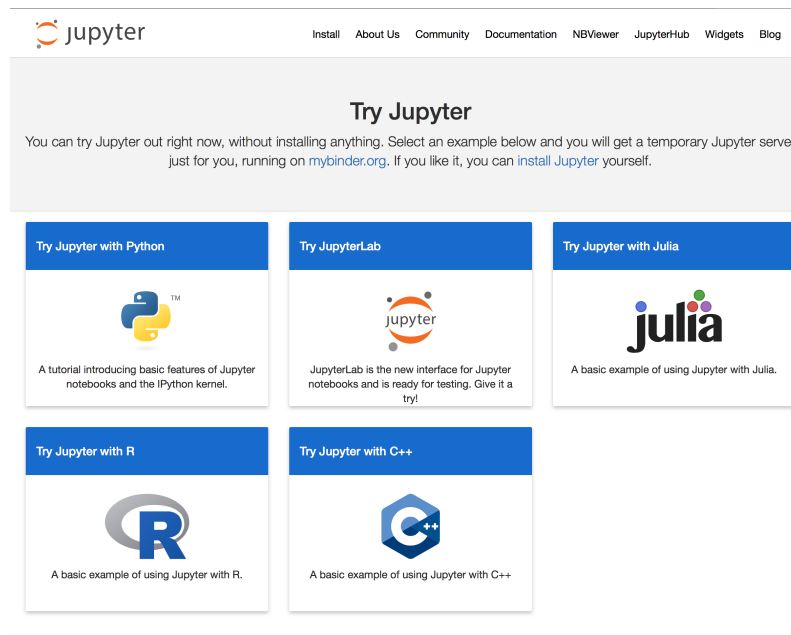 jupyter
Install About Us Community Documentation NBViewer JupyterHub Widgets Blog
Try Jupyter
You can try Jupyter out right now, without installing anything. Select an example below and you will get a temporary Jupyter serve
just for you, running on mybinder.org. If you like it, you can install Jupyter yourself.
Try Jupyter with Python
TM
A tutorial introducing basic features of Jupyter
notebooks and the IPython kernel.
Try JupyterLab
jupyter
JupyterLab is the new interface for Jupyter
notebooks and is ready for testing. Give it a
try!
Try Jupyter with Julia
julia
A basic example of using Jupyter with Julia.
Try Jupyter with R
R
A basic example of using Jupyter with R.
Try Jupyter with C++
C++
A basic example of using Jupyter with C++